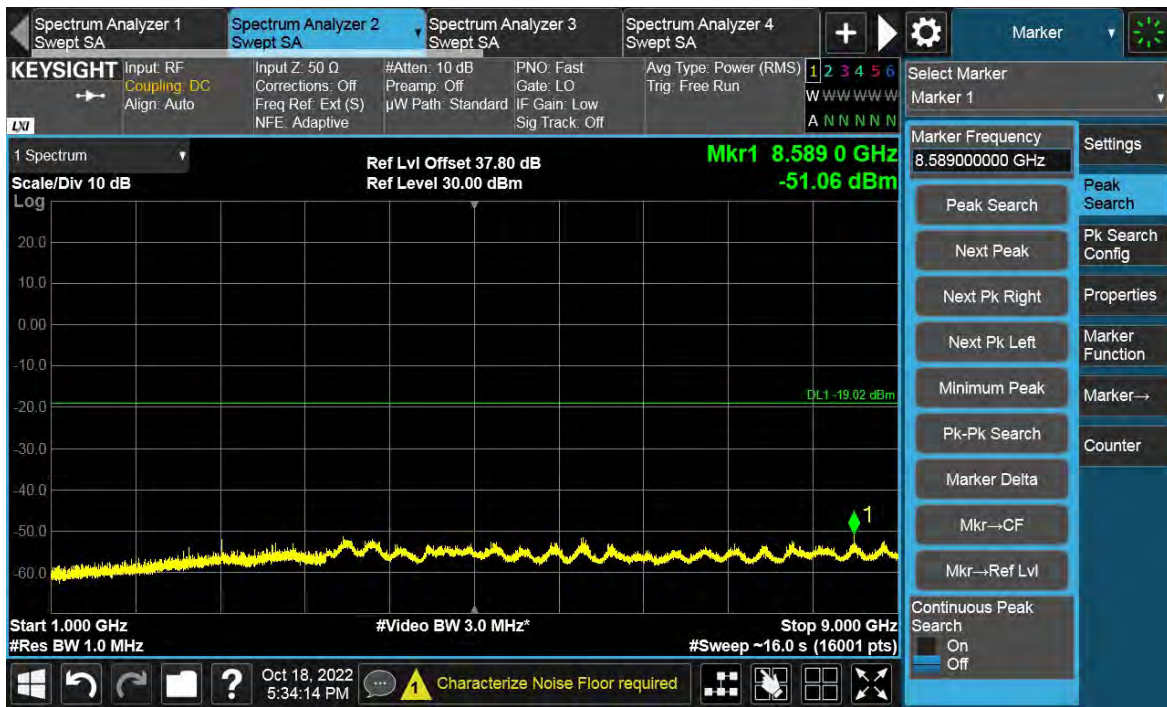 Spectrum Analyzer 1
Swept SA
Spectrum Analyzer 2
Swept SA
Spectrum Analyzer 3
Swept SA
Spectrum Analyzer 4
Swept SA
+
Marker
KEYSIGHT
LXI
Input: RF
Coupling: DC
Align: Auto
Input Z: 50 Ω
Corrections: Off
Freq Ref: Ext (S)
NFE: Adaptive
#Atten: 10 dB
Preamp: Off
µW Path: Standard
PNO: Fast
Gate: LO
IF Gain: Low
Sig Track: Off
Avg Type: Power (RMS)
Trig: Free Run
1 2 3 4 5 6
W W W W W W
A N N N N N
Select Marker
Marker 1
1 Spectrum
Scale/Div 10 dB
Ref Lvl Offset 37.80 dB
Ref Level 30.00 dBm
Mkr1 8.589 0 GHz
-51.06 dBm
Log
20.0
10.0
0.00
-10.0
-20.0
-30.0
-40.0
-50.0
-60.0
DL1 -19.02 dBm
1
Start 1.000 GHz
#Res BW 1.0 MHz
#Video BW 3.0 MHz*
Stop 9.000 GHz
#Sweep ~16.0 s (16001 pts)
Marker Frequency
8.589000000 GHz
Peak Search
Next Peak
Next Pk Right
Next Pk Left
Minimum Peak
Pk-Pk Search
Marker Delta
Mkr→CF
Mkr→Ref Lvl
Continuous Peak
Search
On
Off
Settings
Peak
Search
Pk Search
Config
Properties
Marker
Function
Marker→
Counter
?
Oct 18, 2022
5:34:14 PM
1
Characterize Noise Floor required